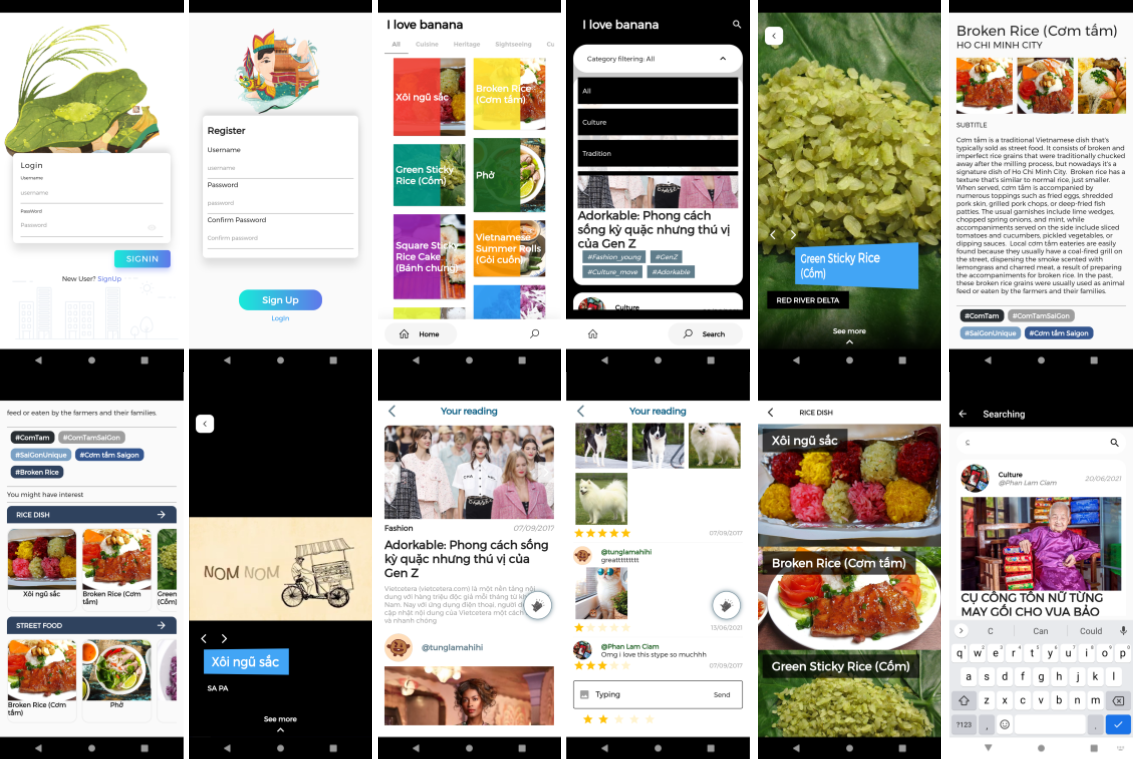 Login
Username
username
PassWord
Password
SIGNIN
New User? SignUp
Register
Username
username
Password
password
Confirm Password
Confirm password
Sign Up
Login
I love banana
All Cuisine Heritage Sightseeing Cu
Xôi ngũ sắc
Broken Rice
(Cơm tấm)
Green Sticky
Rice (Cốm)
Phở
Square Sticky
Rice Cake
(Bánh chưng)
Vietnamese
Summer Rolls
(Gỏi cuốn)
Home
I love banana
Category filtering: All
All
Culture
Tradition
Adorkable: Phong cách
sống kỳ quặc nhưng thú vị
của Gen Z
#Fashion_young #GenZ
#Culture_move #Adorkable
Culture
Search
Green Sticky Rice
(Cốm)
RED RIVER DELTA
See more
Broken Rice (Cơm tấm)
HO CHI MINH CITY
SUBTITLE
Cơm tấm is a traditional Vietnamese dish that's
typically sold as street food. It consists of broken and
imperfect rice grains that were traditionally chucked
away after the milling process, but nowadays it's a
signature dish of Ho Chi Minh City. Broken rice has a
texture that's similar to normal rice, just smaller.
When served, cơm tấm is accompanied by
numerous toppings such as fried eggs, shredded
pork skin, grilled pork chops, or deep-fried fish
patties. The usual garnishes include lime wedges,
chopped spring onions, and mint, while
accompaniments served on the side include sliced
tomatoes and cucumbers, pickled vegetables, or
dipping sauces. Local cơm tấm eateries are easily
found because they usually have a coal-fired grill on
the street, dispersing the smoke scented with
lemongrass and charred meat, a result of preparing
the accompaniments for broken rice. In the past,
these broken rice grains were usually used as animal
feed or eaten by the farmers and their families.
#ComTam #ComTamSaiGon
#SaiGonUnique #Cơm tấm Saigon
feed or eaten by the farmers and their families.
#ComTam #ComTamSaiGon
#SaiGonUnique #Cơm tấm Saigon
#Broken Rice
You might have interest
RICE DISH
Xôi ngũ sắc
Broken Rice (Cơm
tấm)
Green
(Cốm)
STREET FOOD
Broken Rice (Cơm
tấm)
Phở
NOM NOM
Xôi ngũ sắc
SA PA
See more
Your reading
Fashion
07/09/2017
Adorkable: Phong cách sống
kỳ quặc nhưng thú vị của
Gen Z
Vietcetera (vietcetera.com) là một nền tảng nội
dung với hàng triệu độc giả mỗi tháng từ
Nam. Nay với ứng dụng điện thoại, người
cập nhật nội dung của Vietcetera một cách
và nhanh chóng
@tunglamahihi
Your reading
07/09/2017
@tunglamahihi
13/06/2021
@Phan Lam Ciam
Omg i love this stype so muchhh
07/09/2017
Typing
Send
RICE DISH
Xôi ngũ sắc
Broken Rice (Cơm tấm)
Green Sticky Rice (Cốm)
Searching
c
Culture
@Phan Lam Ciam
20/06/2021
CỤ CÔNG TÔN NỮ TỪNG
MAY GỐI CHO VUA BẢO
C Can Could
q w e r t y u i o p
a s d f g h j k l
z x c v b n m
?123 , .